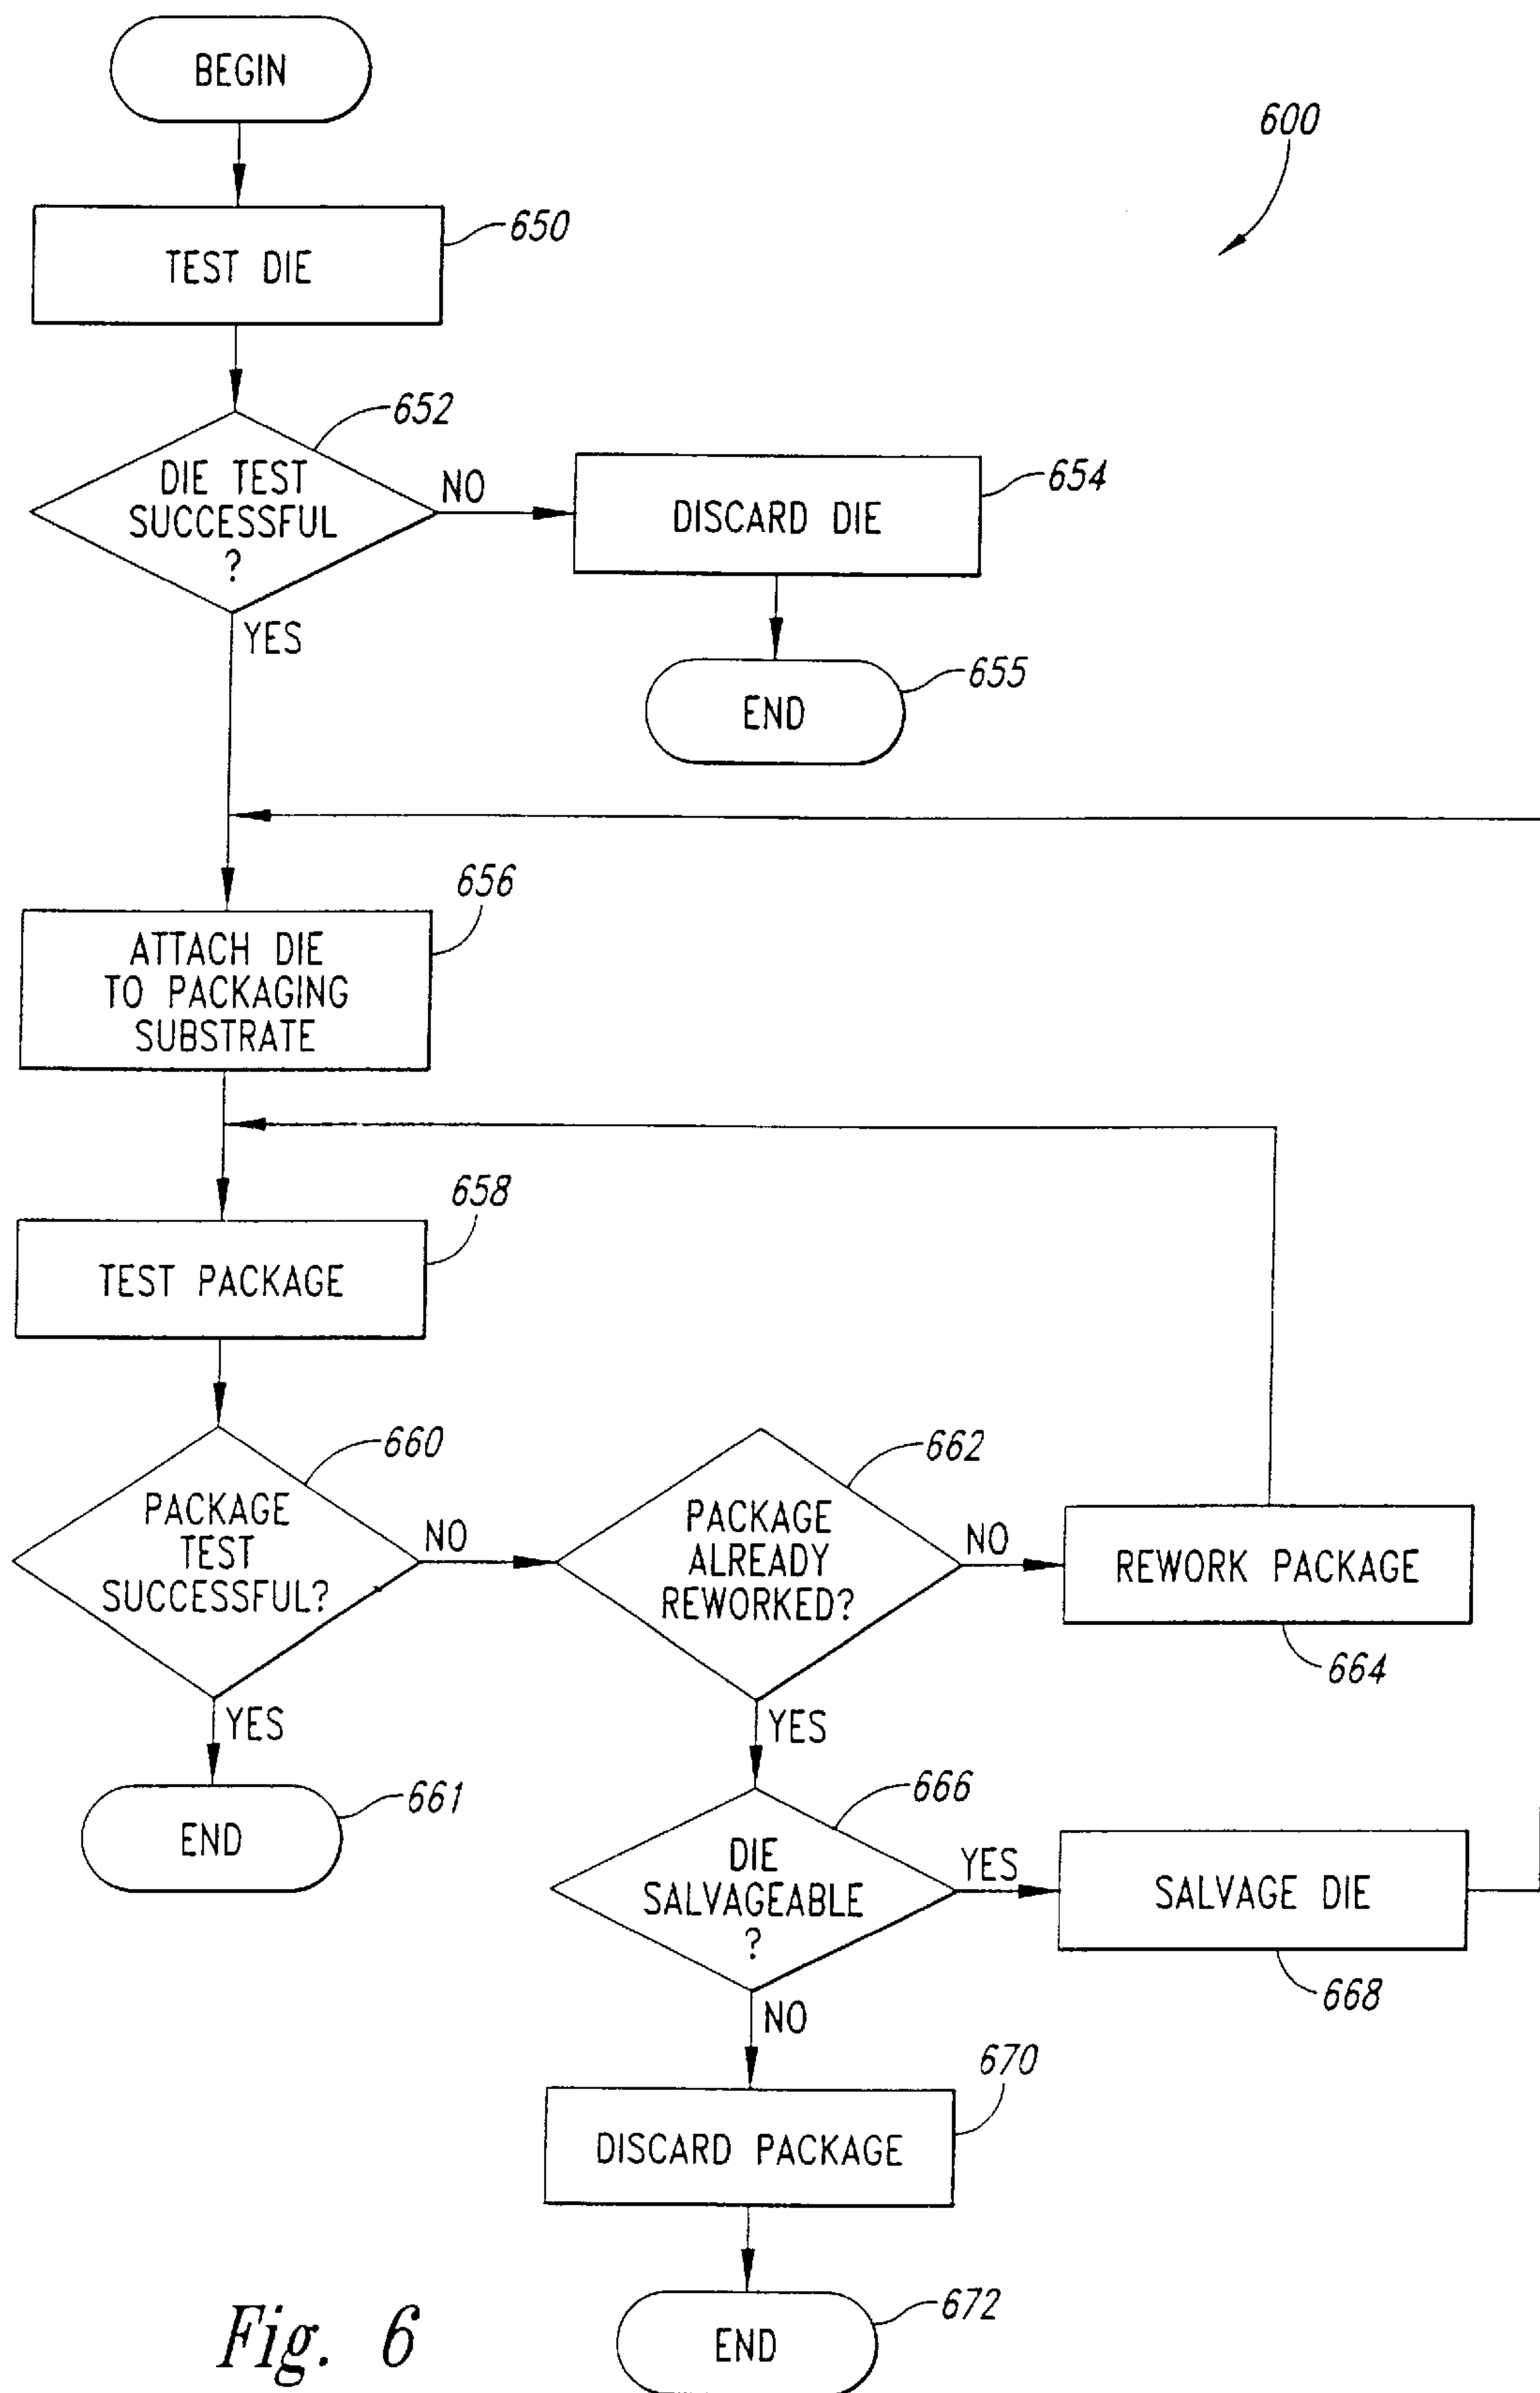 BEGIN
600
650
TEST DIE
652
DIE TEST
SUCCESSFUL
?
NO
654
DISCARD DIE
YES
655
END
656
ATTACH DIE
TO PACKAGING
SUBSTRATE
658
TEST PACKAGE
660
PACKAGE
TEST
SUCCESSFUL?
NO
662
PACKAGE
ALREADY
REWORKED?
NO
REWORK PACKAGE
664
YES
661
END
YES
666
DIE
SALVAGEABLE
?
YES
SALVAGE DIE
668
NO
670
DISCARD PACKAGE
672
END
Fig. 6